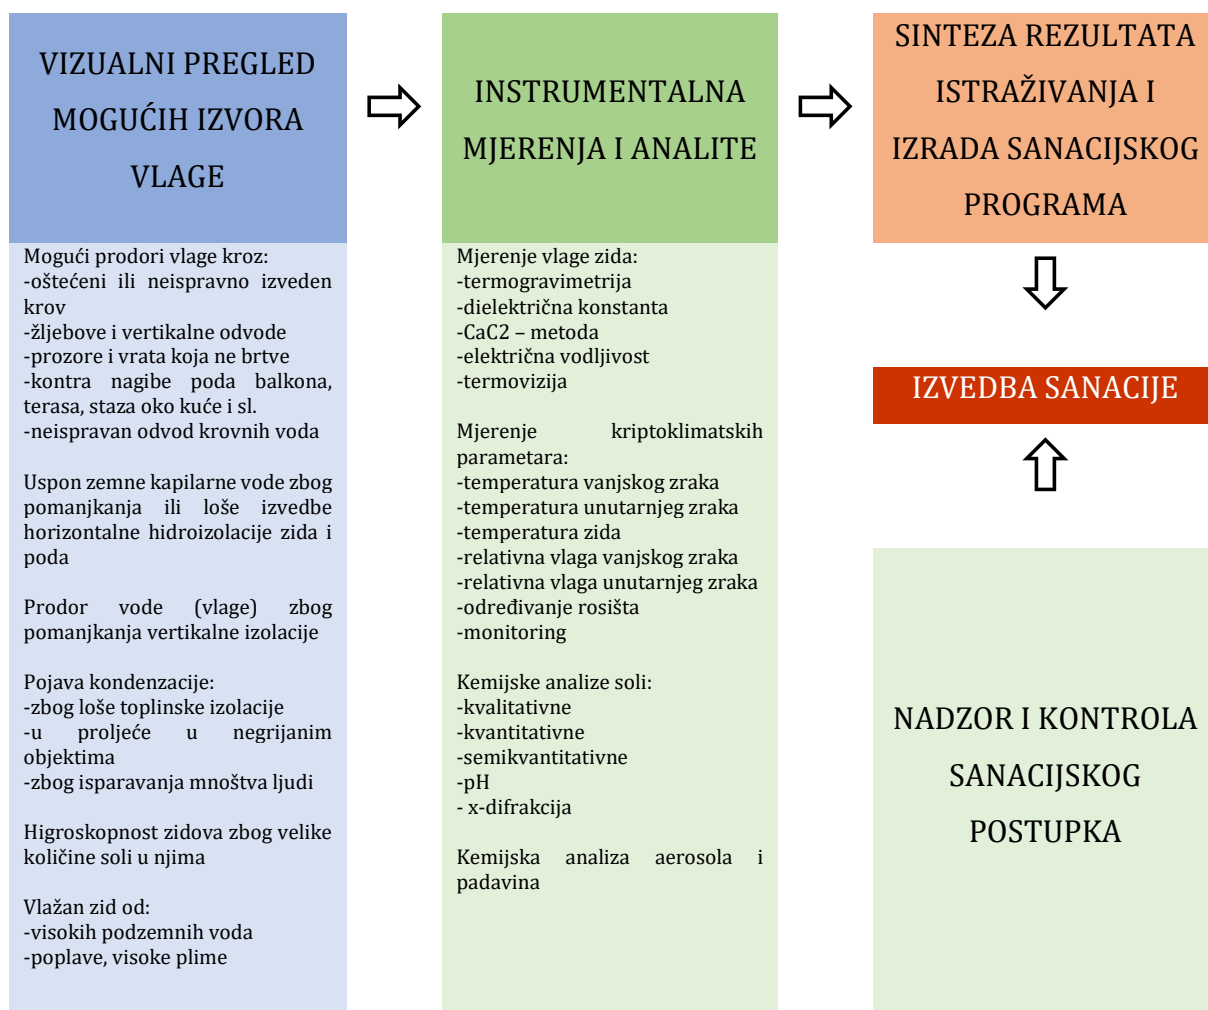 VIZUALNI PREGLED
MOGUĆIH IZVORA
VLAGE
Mogući prodori vlage kroz:
-oštećeni ili neispravno izveden
krov
-žljebove i vertikalne odvode
-prozore i vrata koja ne brtve
-kontra nagibe poda balkona,
terasa, staza oko kuće i sl.
-neispravan odvod krovnih voda
Uspon zemne kapilarne vode zbog
pomanjkanja ili loše izvedbe
horizontalne hidroizolacije zida i
poda
Prodor vode (vlage) zbog
pomanjkanja vertikalne izolacije
Pojava kondenzacije:
-zbog loše toplinske izolacije
-u proljeće u negrijanim
objektima
-zbog isparavanja mnoštva ljudi
Higroskopnost zidova zbog velike
količine soli u njima
Vlažan zid od:
-visokih podzemnih voda
-poplave, visoke plime
INSTRUMENTALNA
MJERENJA I ANALITE
Mjerenje vlage zida:
-termogravimetrija
-dielektrična konstanta
-CaC2 – metoda
-električna vodljivost
-termovizija
Mjerenje kriptoklimatskih
parametara:
-temperatura vanjskog zraka
-temperatura unutarnjeg zraka
-temperatura zida
-relativna vlaga vanjskog zraka
-relativna vlaga unutarnjeg zraka
-određivanje rosišta
-monitoring
Kemijske analize soli:
-kvalitativne
-kvantitativne
-semikvantitativne
-pH
- x-difrakcija
Kemijska analiza aerosola i
padavina
SINTEZA REZULTATA
ISTRAŽIVANJA I
IZRADA SANACIJSKOG
PROGRAMA
IZVEDBA SANACIJE
NADZOR I KONTROLA
SANACIJSKOG
POSTUPKA